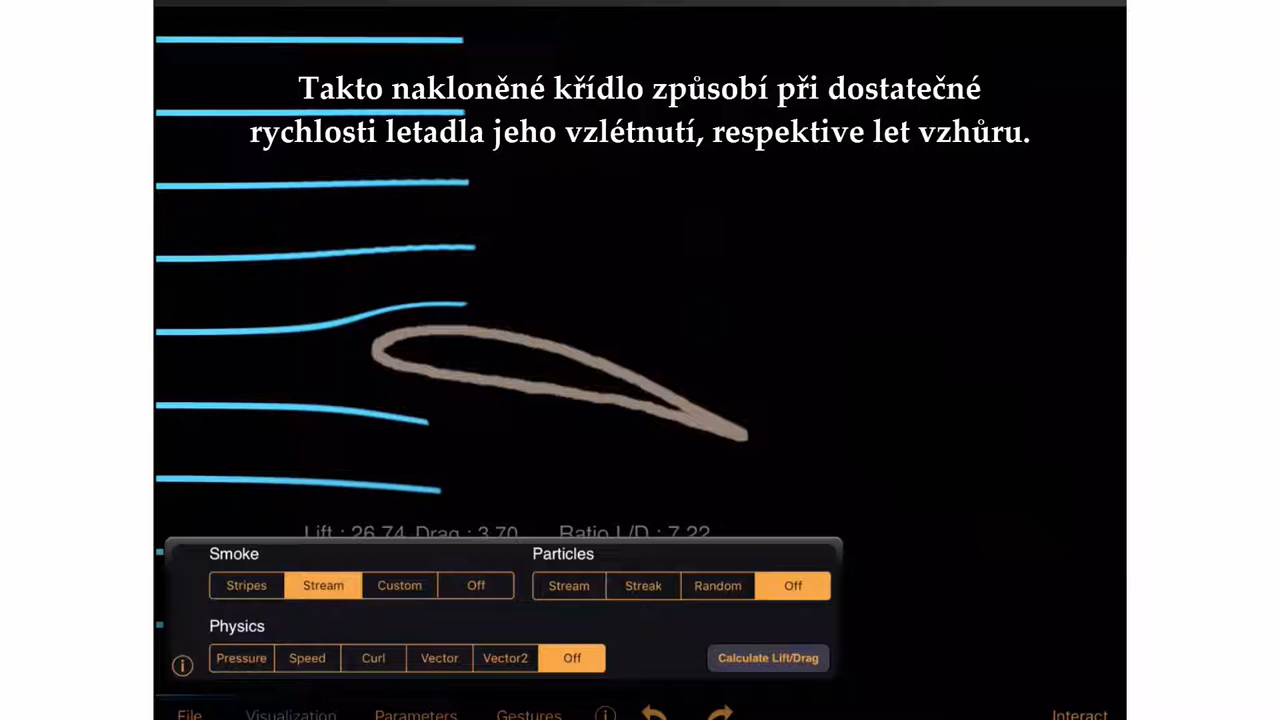 Takto nakloněné křídlo způsobí při dostatečné
rychlosti letadla jeho vzlétnutí, respektive let vzhůru.
Lift : 26.74 Drag : 3.70 Ratio L/D : 7.22
Smoke
Stripes Stream Custom Off
Particles
Stream Streak Random Off
Physics
Pressure Speed Curl Vector Vector2 Off
Calculate Lift/Drag
File Visualization Parameters Gestures Interact